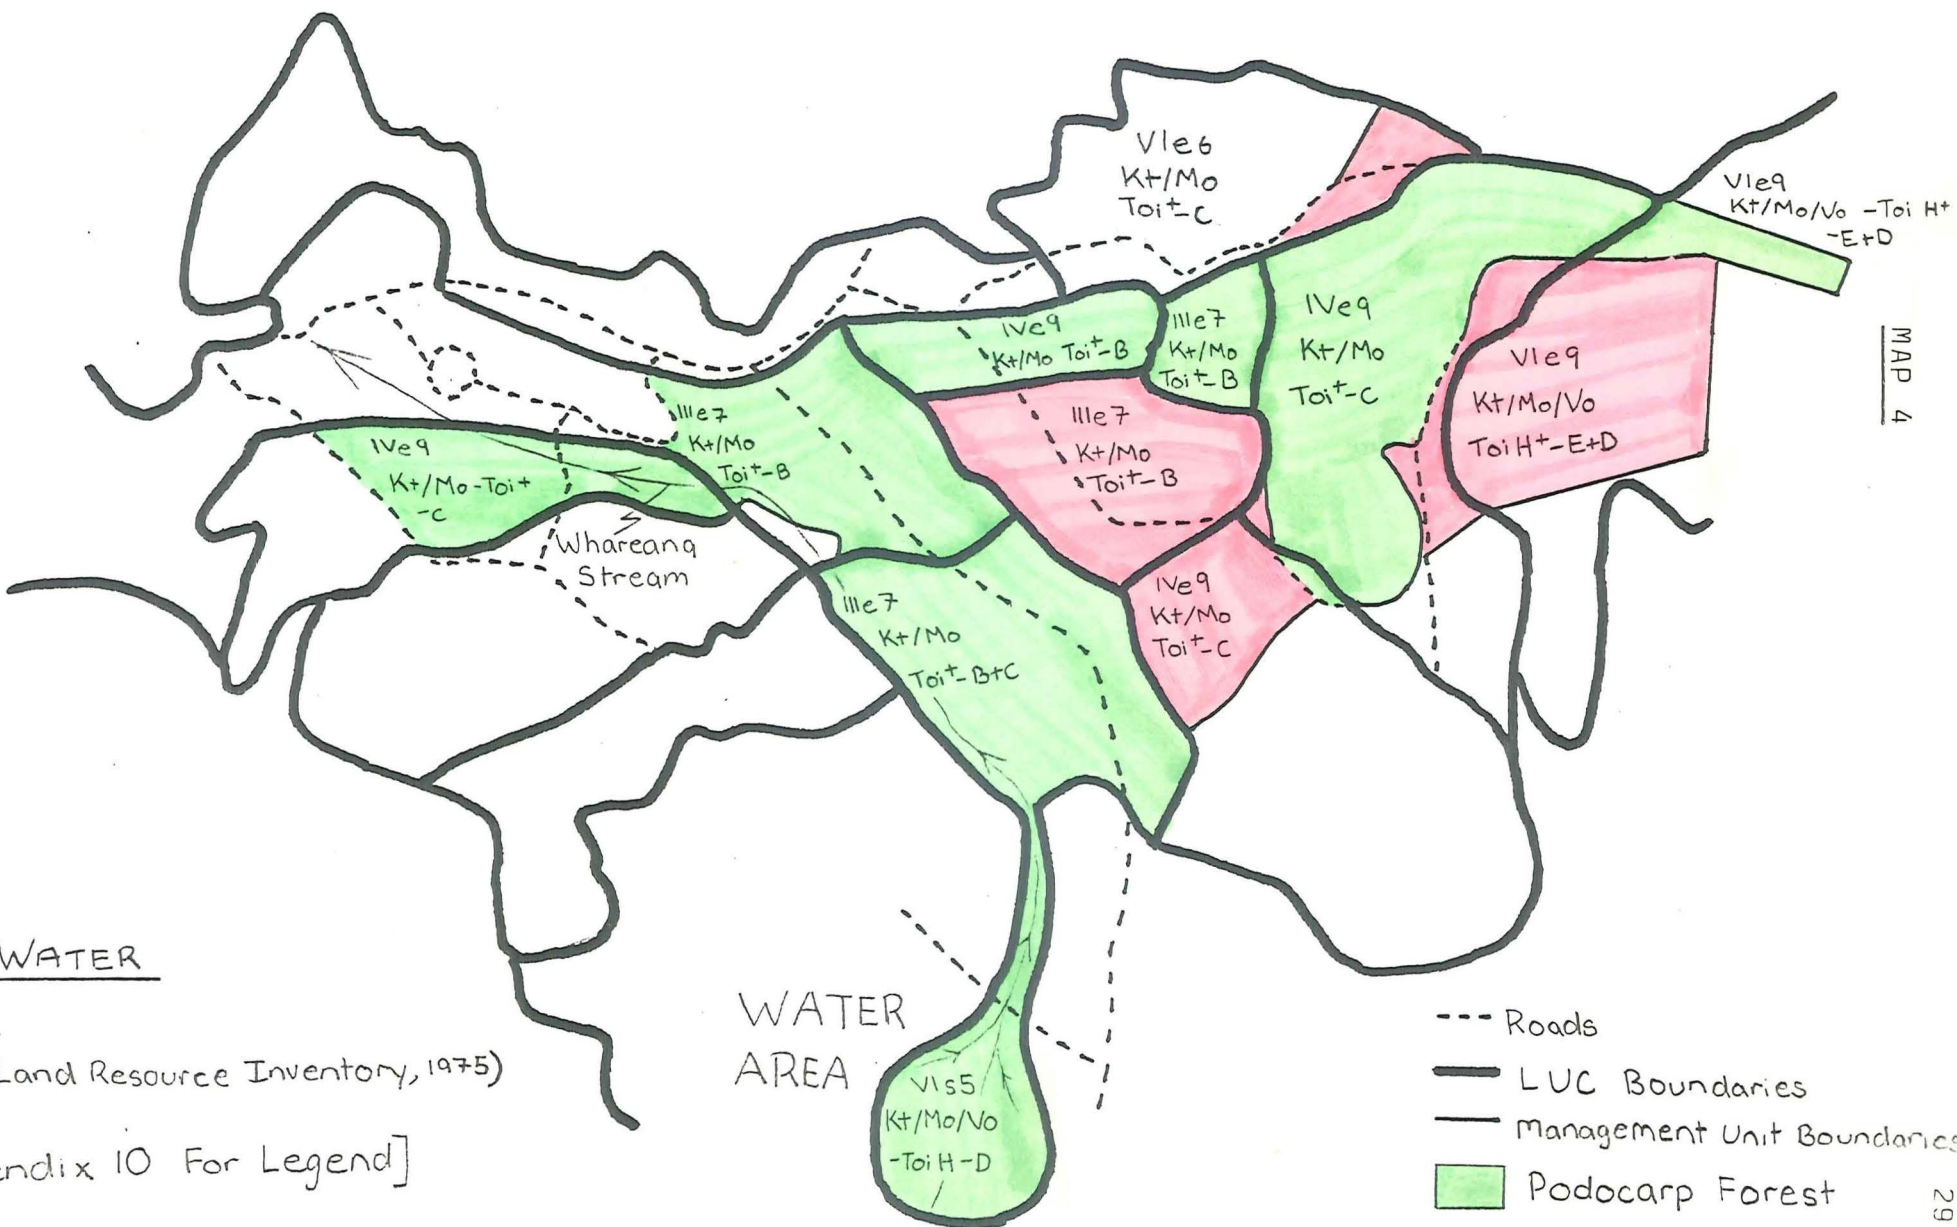 VIe6
Kt/Mo
Toi+-C
VIe9
Kt/Mo/Vo -Toi H+
-E+D
MAP 4
IVe9
Kt/Mo Toi+-B
IIIe7
Kt/Mo
Toi+-B
IVe9
Kt/Mo
Toi+-C
VIe9
Kt/Mo/Vo
Toi H+-E+D
IIIe7
Kt/Mo
Toi+-B
IIIe7
Kt/Mo
Toi+-B
IVe9
Kt/Mo-Toi+
-C
Whareana
Stream
IVe9
Kt/Mo
Toi+-C
IIIe7
Kt/Mo
Toi+-B+C
WATER
Land Resource Inventory, 1975)
endix 10 For Legend]
WATER
AREA
VIs5
Kt/Mo/Vo
-Toi H-D
Roads
LUC Boundaries
Management Unit Boundaries
Podocarp Forest
29